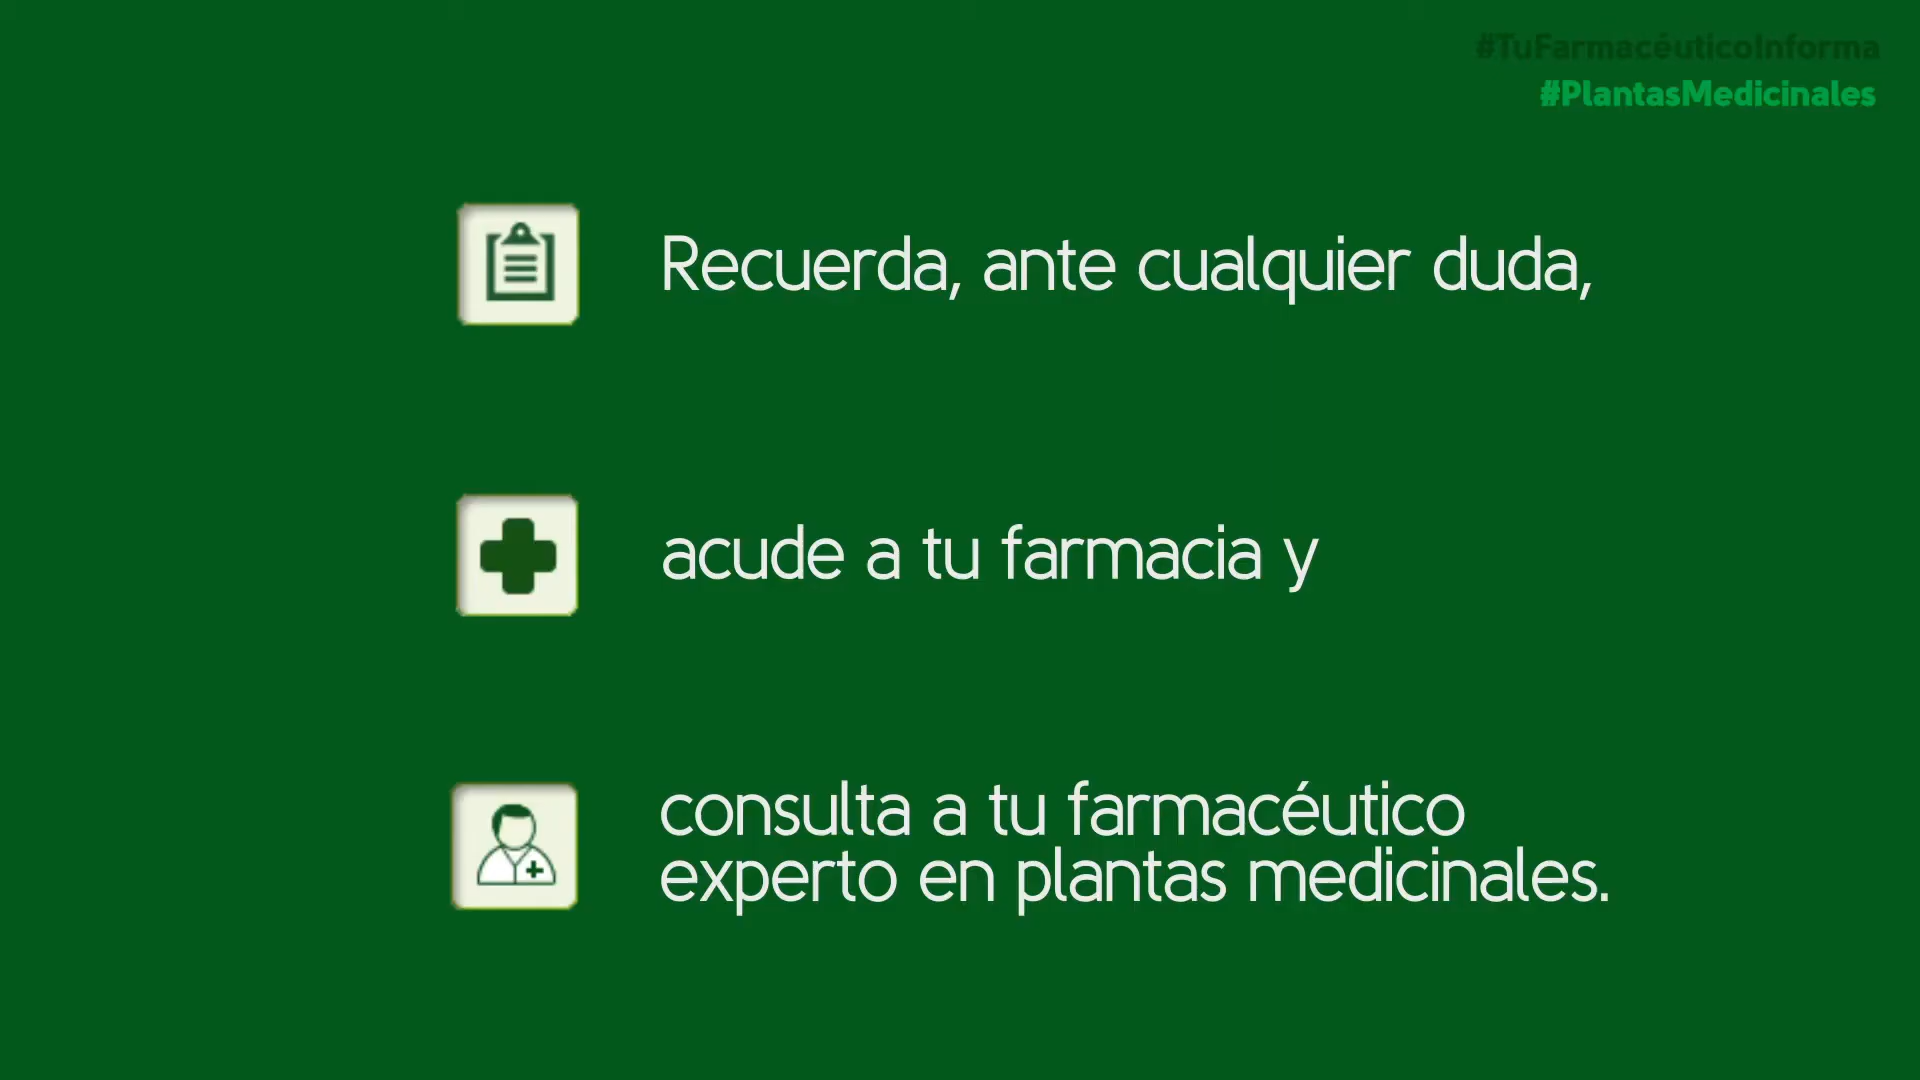 #TuFarmacéuticoInforma
#PlantasMedicinales
Recuerda, ante cualquier duda,
acude a tu farmacia y
consulta a tu farmacéutico
experto en plantas medicinales.